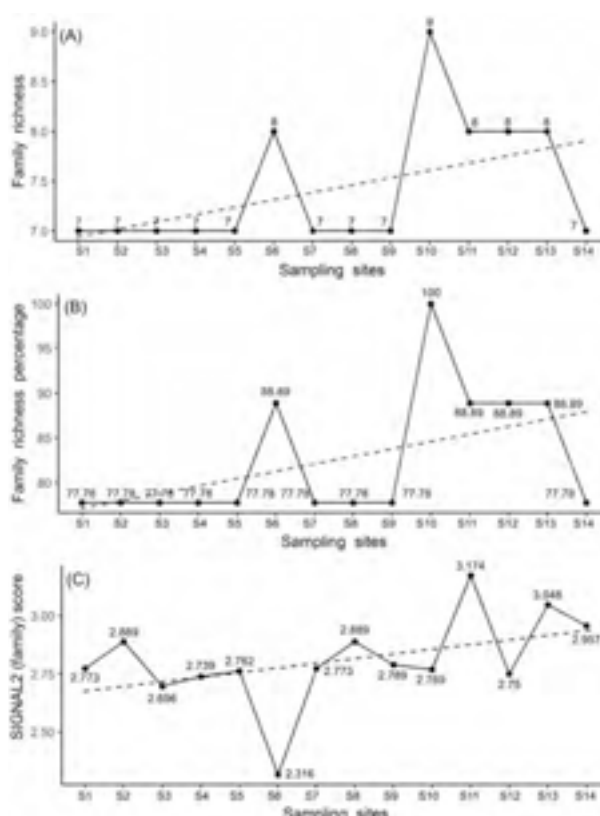 (A)
Family richness
9.0
8.5
8.0
7.5
7.0
7 7 7 7 7 8 7 7 7 9 8 8 8 7
S1 S2 S3 S4 S5 S6 S7 S8 S9 S10 S11 S12 S13 S14
Sampling sites
(B)
Family richness percentage
100
95
90
85
80
100
88.89
88.89 88.89 88.89
77.78 77.78 77.78 77.78 77.78 77.78 77.78 77.78
S1 S2 S3 S4 S5 S6 S7 S8 S9 S10 S11 S12 S13 S14
Sampling sites
(C)
SIGNAL2 (family) score
3.00
2.75
2.50
2.773 2.889 2.696 2.739 2.762 2.316 2.773 2.889 2.789 3.174 2.75 3.048 2.957
S1 S2 S3 S4 S5 S6 S7 S8 S9 S10 S11 S12 S13 S14
Sampling sites